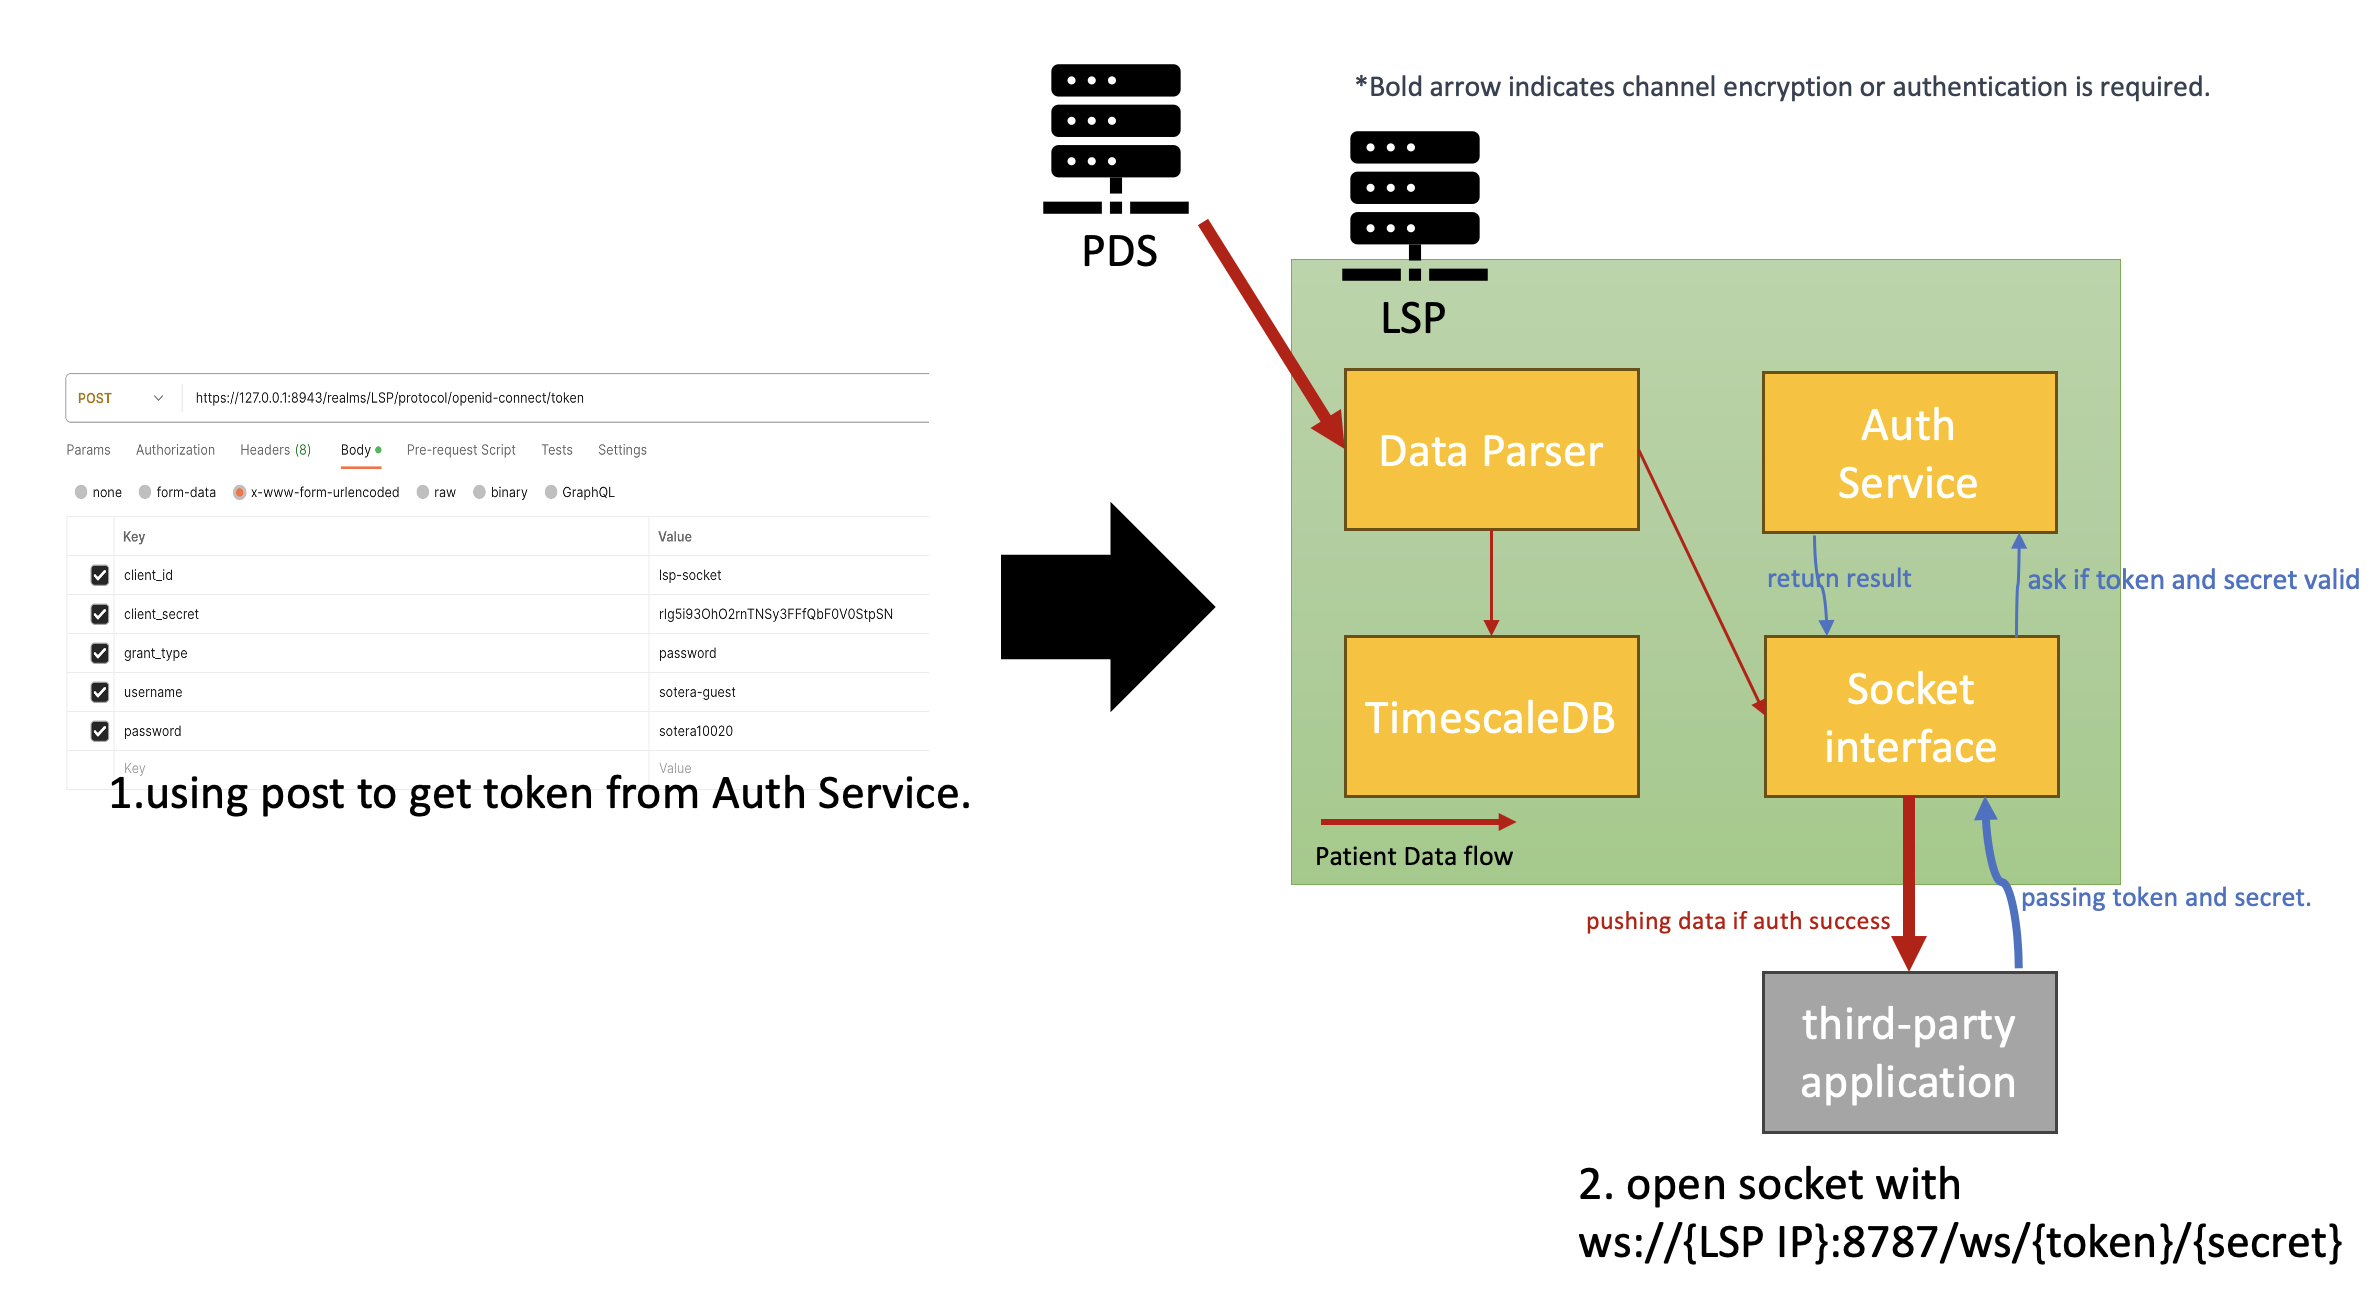 *Bold arrow indicates channel encryption or authentication is required.
PDS
LSP
POST
https://127.0.0.1:8943/realms/LSP/protocol/openid-connect/token
Params Authorization Headers (8) Body Pre-request Script Tests Settings
none form-data x-www-form-urlencoded raw binary GraphQL
Key Value
client_id lsp-socket
client_secret rlg5i93OhO2rnTNSy3FFfQbF0V0StpSN
grant_type password
username sotera-guest
password sotera10020
Key Value
1.using post to get token from Auth Service.
Data Parser
Auth
Service
return result
ask if token and secret valid
TimescaleDB
Socket
interface
Patient Data flow
pushing data if auth success
passing token and secret.
third-party
application
2. open socket with
ws://{LSP IP}:8787/ws/{token}/{secret}